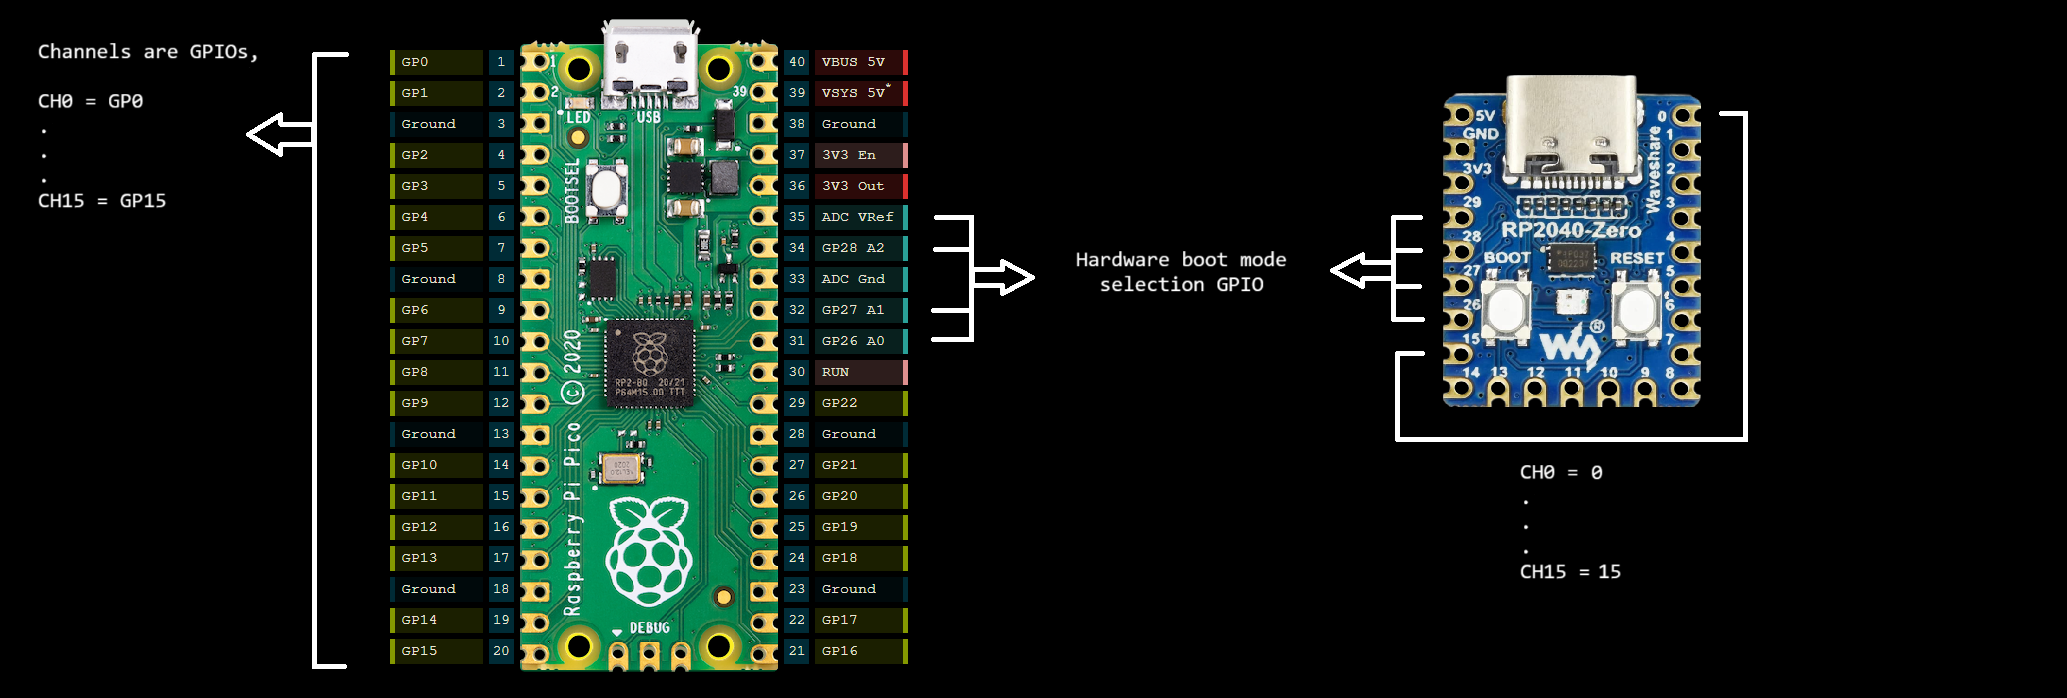 Channels are GPIOs,
CH0 = GP0
.
.
.
CH15 = GP15
GP0 1
GP1 2
Ground 3
GP2 4
GP3 5
GP4 6
GP5 7
Ground 8
GP6 9
GP7 10
GP8 11
GP9 12
Ground 13
GP10 14
GP11 15
GP12 16
GP13 17
Ground 18
GP14 19
GP15 20
1
2
39
LED
USB
BOOTSEL
Raspberry Pi Pico © 2020
RP2-B0 20/21
P64M15.00 TTT
DEBUG
40 VBUS 5V
39 VSYS 5V*
38 Ground
37 3V3 En
36 3V3 Out
35 ADC VRef
34 GP28 A2
33 ADC Gnd
32 GP27 A1
31 GP26 A0
30 RUN
29 GP22
28 Ground
27 GP21
26 GP20
25 GP19
24 GP18
23 Ground
22 GP17
21 GP16
Hardware boot mode
selection GPIO
5V
GND
3V3
29
28
27
26
15
14
13 12 11 10 9 8
0
1
2
3
4
5
6
7
Waveshare
RP2040-Zero
BOOT
RESET
®
CH0 = 0
.
.
.
CH15 = 15